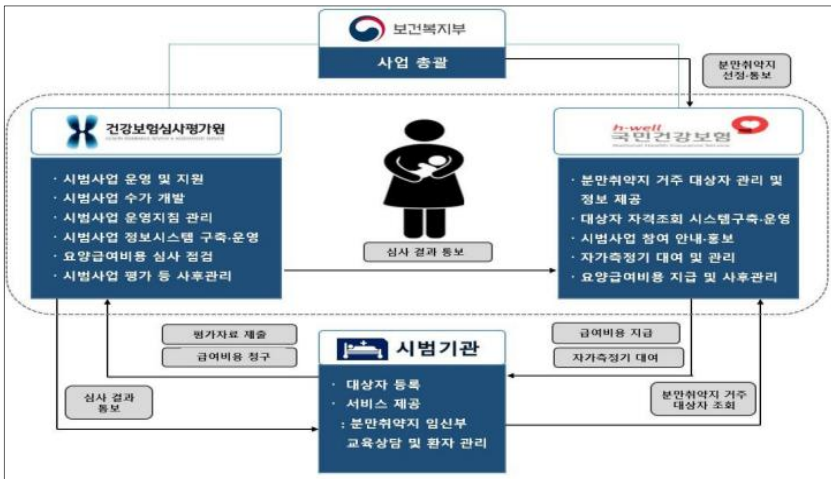 보건복지부
사업 총괄
분만취약지
선정·통보
건강보험심사평가원
h-well
국민건강보험
National Health Insurance Service
· 시범사업 운영 및 지원
· 시범사업 수가 개발
· 시범사업 운영지침 관리
· 시범사업 정보시스템 구축·운영
· 요양급여비용 심사 점검
· 시범사업 평가 등 사후관리
심사 결과 통보
· 분만취약지 거주 대상자 관리 및
정보 제공
· 대상자 자격조회 시스템구축·운영
· 시범사업 참여 안내·홍보
· 자가측정기 대여 및 관리
· 요양급여비용 지급 및 사후관리
평가자료 제출
급여비용 청구
급여비용 지급
자가측정기 대여
심사 결과
통보
시범기관
· 대상자 등록
· 서비스 제공
: 분만취약지 임신부
교육상담 및 환자 관리
분만취약지 거주
대상자 조회